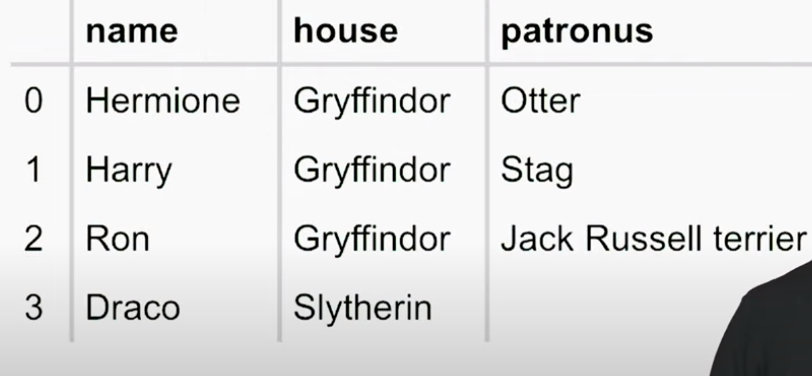 name house patronus
0 Hermione Gryffindor Otter
1 Harry Gryffindor Stag
2 Ron Gryffindor Jack Russell terrier
3 Draco Slytherin